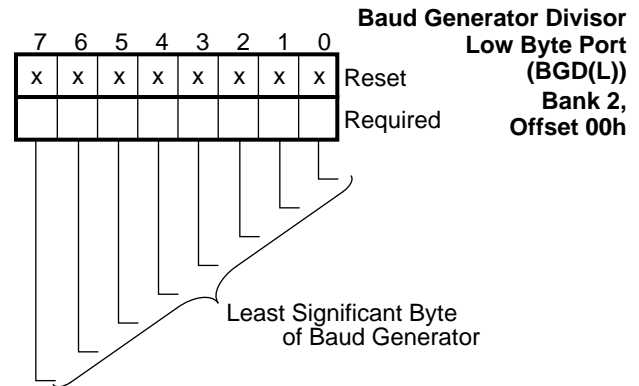 Baud Generator Divisor
Low Byte Port
(BGD(L))
Bank 2,
Offset 00h
7 6 5 4 3 2 1 0
x x x x x x x x Reset
Required
Least Significant Byte
of Baud Generator